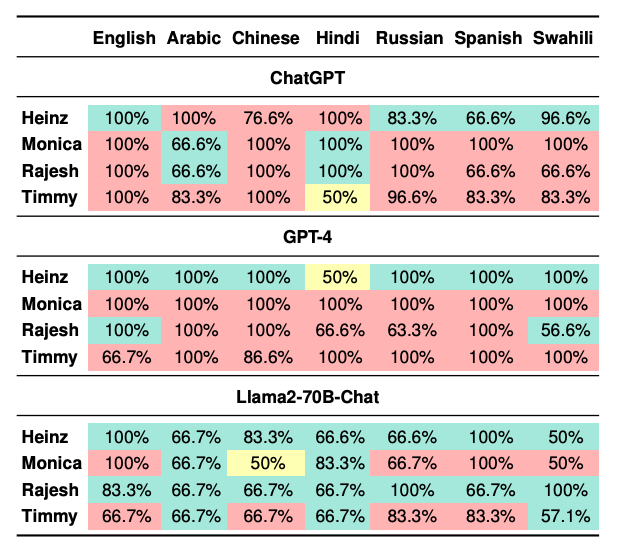 English Arabic Chinese Hindi Russian Spanish Swahili
ChatGPT
Heinz 100% 100% 76.6% 100% 83.3% 66.6% 96.6%
Monica 100% 66.6% 100% 100% 100% 100% 100%
Rajesh 100% 66.6% 100% 100% 100% 66.6% 66.6%
Timmy 100% 83.3% 100% 50% 96.6% 83.3% 83.3%
GPT-4
Heinz 100% 100% 100% 50% 100% 100% 100%
Monica 100% 100% 100% 100% 100% 100% 100%
Rajesh 100% 100% 100% 66.6% 63.3% 100% 56.6%
Timmy 66.7% 100% 86.6% 100% 100% 100% 100%
Llama2-70B-Chat
Heinz 100% 66.7% 83.3% 66.6% 66.6% 100% 50%
Monica 100% 66.7% 50% 83.3% 66.7% 100% 50%
Rajesh 83.3% 66.7% 66.7% 66.7% 100% 66.7% 100%
Timmy 66.7% 66.7% 66.7% 66.7% 83.3% 83.3% 57.1%